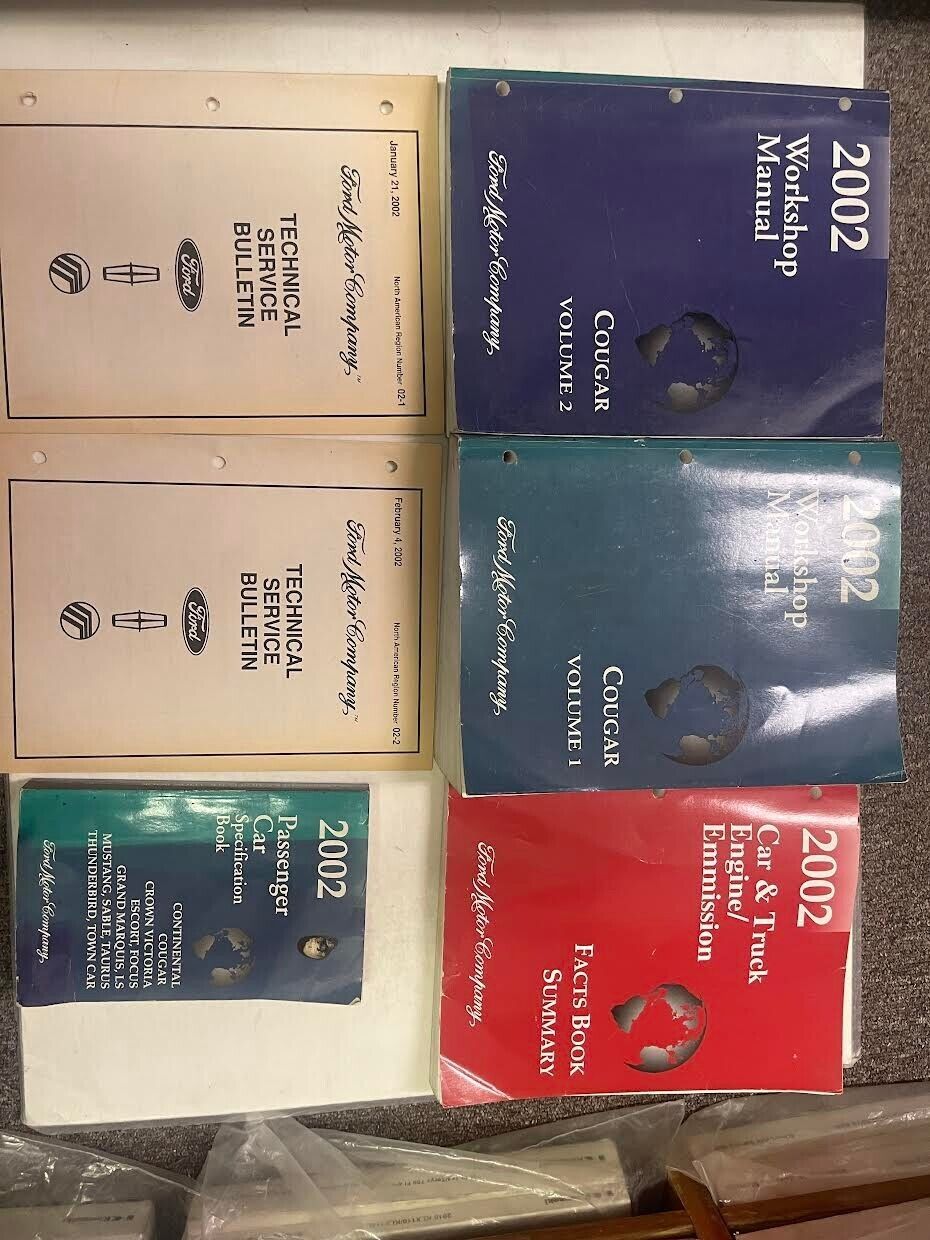 2002
Workshop
Manual
COUGAR
VOLUME 2
Ford Motor Company
2002
Workshop
Manual
COUGAR
VOLUME 1
Ford Motor Company
2002
Car & Truck
Engine/
Emmission
FACTS BOOK
SUMMARY
Ford Motor Company
January 21, 2002 North American Region Number 02-1
Ford Motor Company™
TECHNICAL
SERVICE
BULLETIN
Ford
February 4, 2002 North American Region Number 02-2
Ford Motor Company™
TECHNICAL
SERVICE
BULLETIN
Ford
2002
Passenger
Car
Specification
Book
CONTINENTAL
COUGAR
CROWN VICTORIA
ESCORT, FOCUS
GRAND MARQUIS, LS
MUSTANG, SABLE, TAURUS
THUNDERBIRD, TOWN CAR
Ford Motor Company